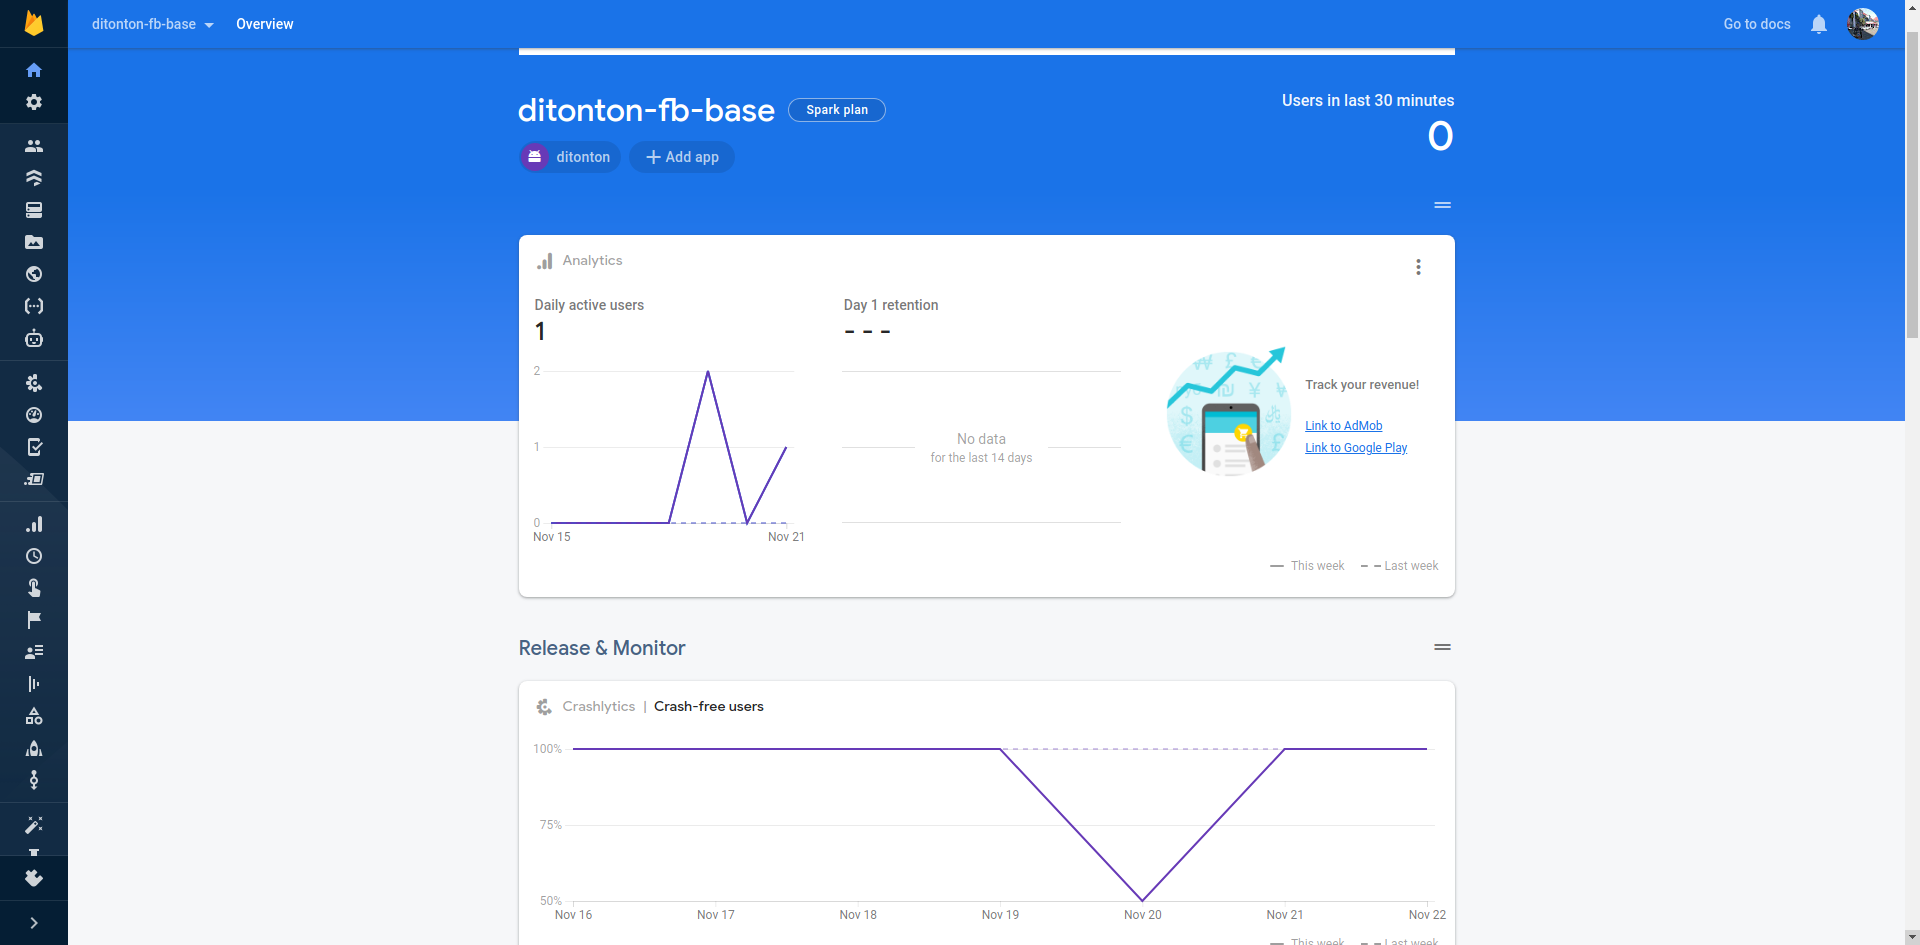 ditonton-fb-base
Overview
Go to docs
ditonton-fb-base
Spark plan
Users in last 30 minutes
0
ditonton
Add app
Analytics
Daily active users
1
2
1
0
Nov 15
Nov 21
Day 1 retention
- - -
No data
for the last 14 days
Track your revenue!
Link to AdMob
Link to Google Play
This week
Last week
Release & Monitor
Crashlytics | Crash-free users
100%
75%
50%
Nov 16
Nov 17
Nov 18
Nov 19
Nov 20
Nov 21
Nov 22
This week
Last week